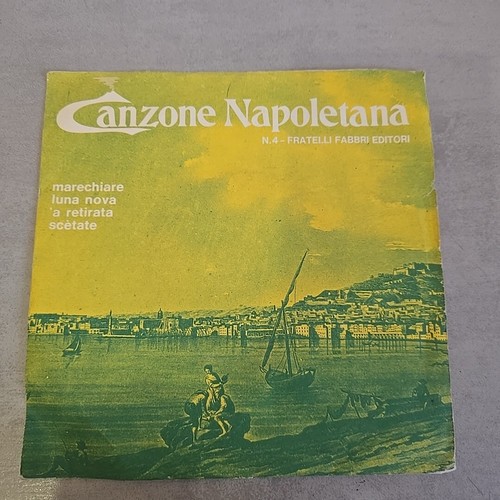 Canzone Napoletana
N.4 - FRATELLI FABBRI EDITORI
marechiare
luna nova
'a retirata
scètate